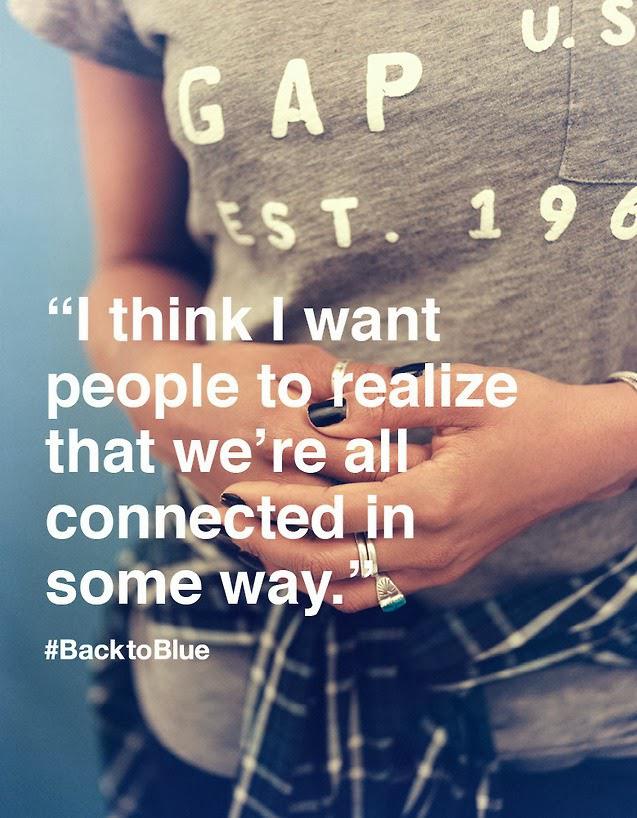 U.S
GAP
EST. 196
“I think I want
people to realize
that we’re all
connected in
some way.”
#BacktoBlue